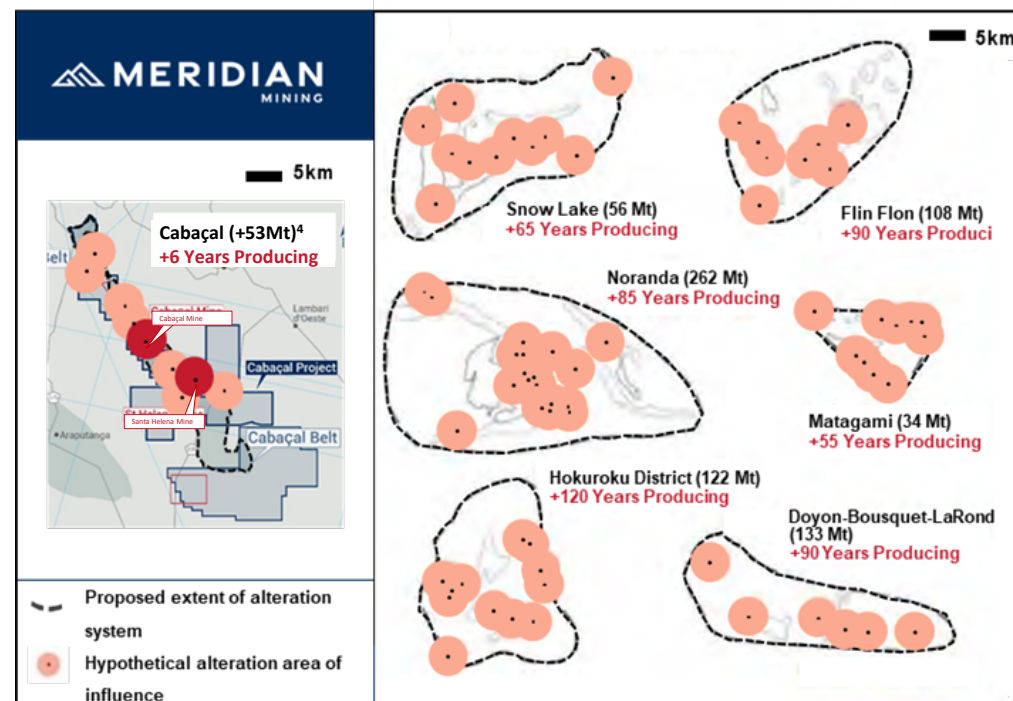 MERIDIAN
MINING
5km
Cabaçal (+53Mt)4
+6 Years Producing
Belt
Lambari
d'Oeste
Cabaçal Mine
Cabaçal Project
Santa Helena Mine
Araputanga
Cabaçal Belt
Proposed extent of alteration
system
Hypothetical alteration area of
influence
5km
Snow Lake (56 Mt)
+65 Years Producing
Flin Flon (108 Mt)
+90 Years Produci
Noranda (262 Mt)
+85 Years Producing
Matagami (34 Mt)
+55 Years Producing
Hokuroku District (122 Mt)
+120 Years Producing
Doyon-Bousquet-LaRond
(133 Mt)
+90 Years Producing